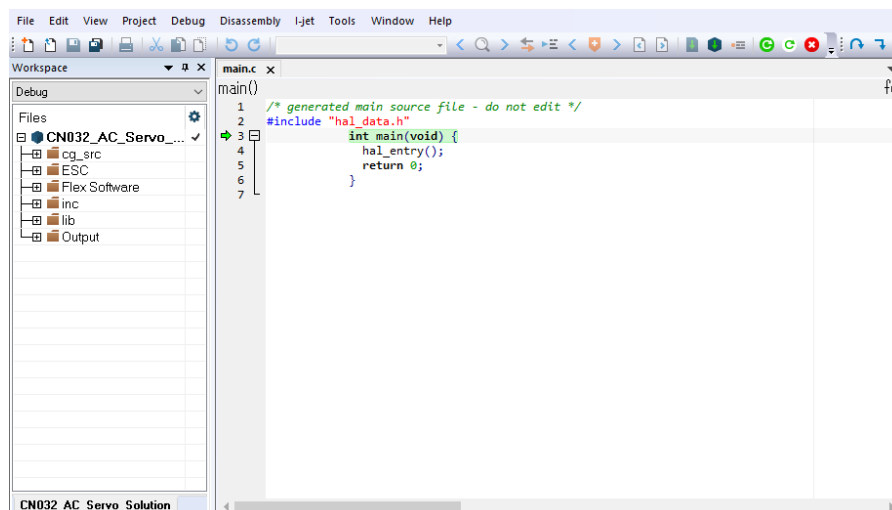 File Edit View Project Debug Disassembly I-jet Tools Window Help
Workspace
main.c
Debug
main()
Files
CN032_AC_Servo_...
cg_src
ESC
Flex Software
inc
lib
Output
1 /* generated main source file - do not edit */
2 #include "hal_data.h"
3 int main(void) {
4 hal_entry();
5 return 0;
6 }
7
CN032_AC_Servo_Solution